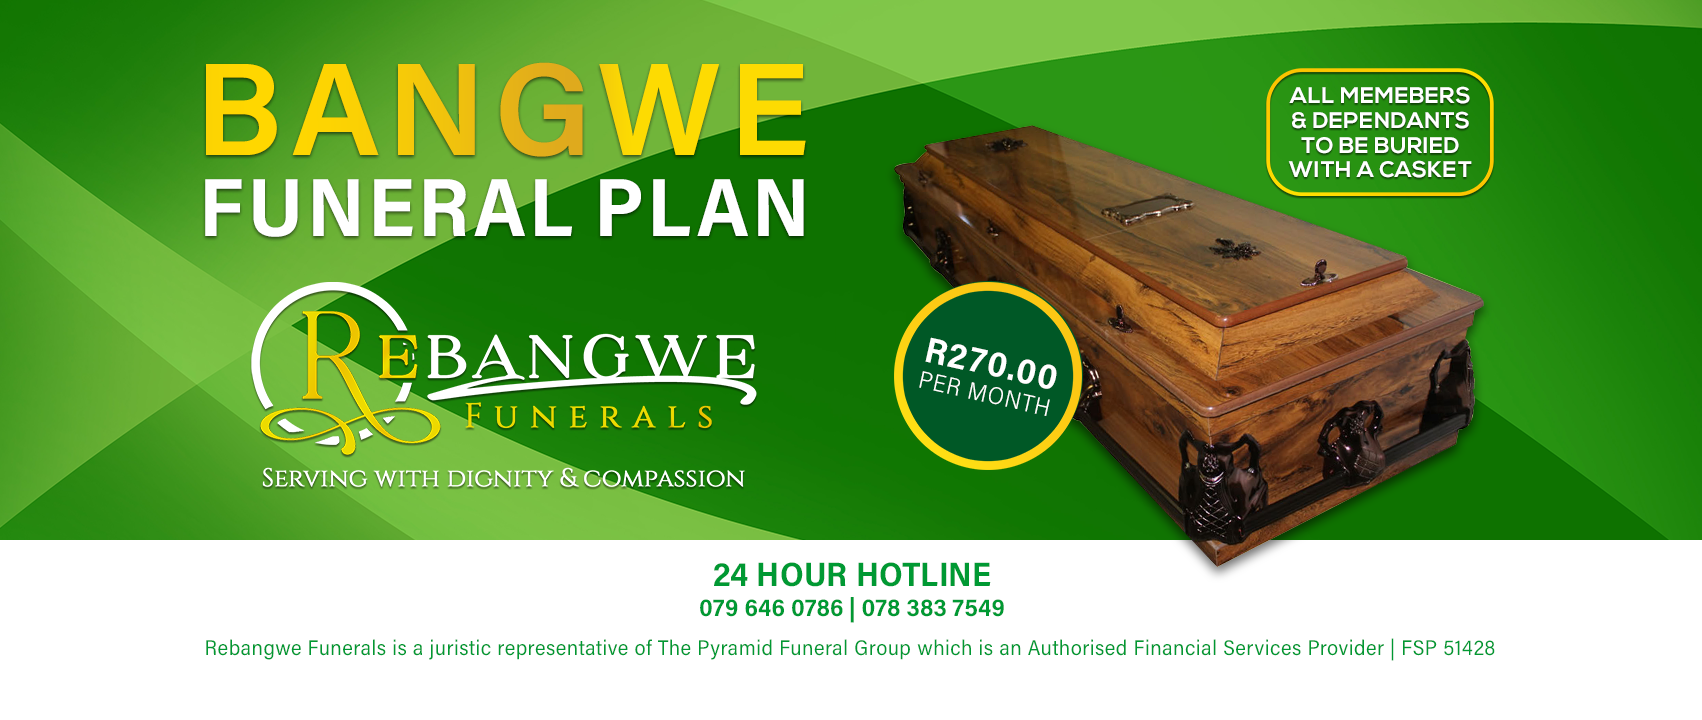 BANGWE
FUNERAL PLAN
REBANGWE
FUNERALS
SERVING WITH DIGNITY & COMPASSION
ALL MEMEBERS
& DEPENDANTS
TO BE BURIED
WITH A CASKET
R270.00
PER MONTH
24 HOUR HOTLINE
079 646 0786 | 078 383 7549
Rebangwe Funerals is a juristic representative of The Pyramid Funeral Group which is an Authorised Financial Services Provider | FSP 51428